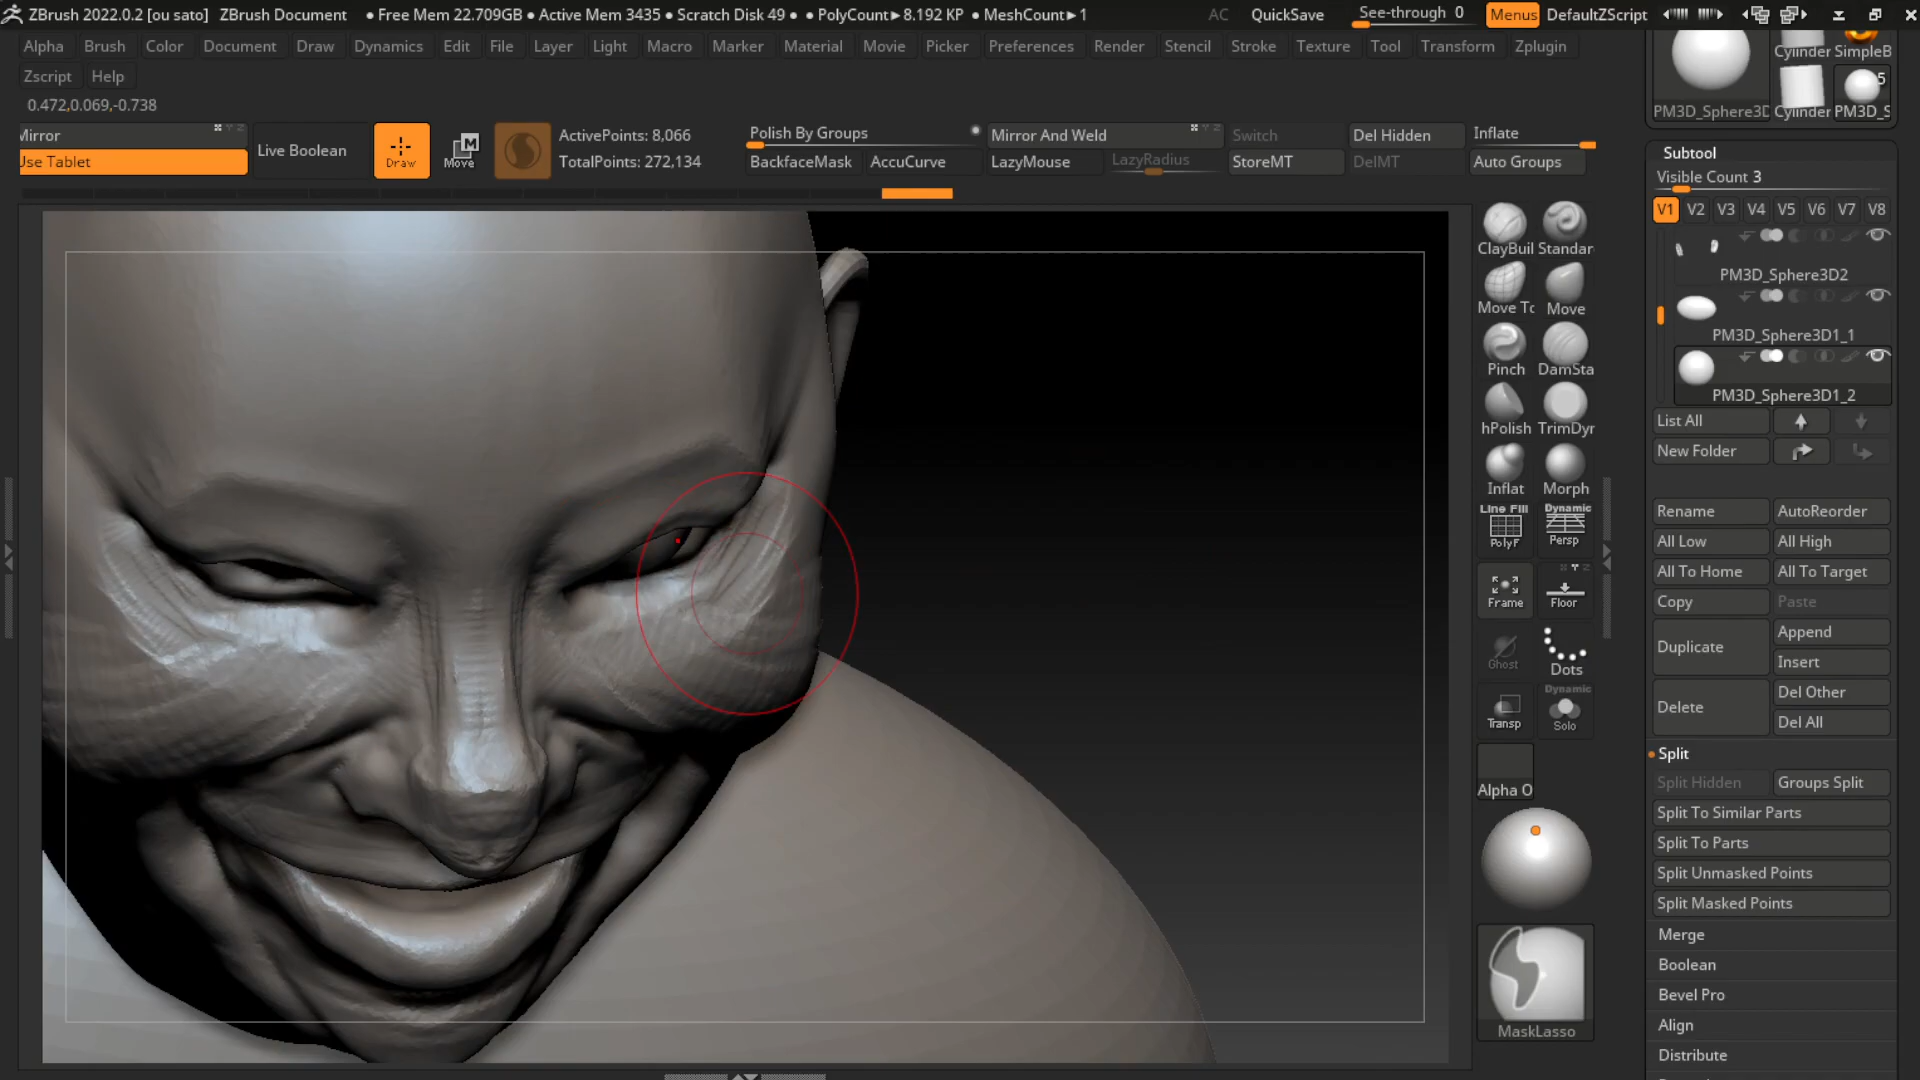 ZBrush 2022.0.2 [ou sato] ZBrush Document • Free Mem 22.709GB • Active Mem 3435 • Scratch Disk 49 • • PolyCount▸ 8.192 KP • MeshCount▸ 1 AC QuickSave See-through 0 Menus DefaultZScript
Alpha Brush Color Document Draw Dynamics Edit File Layer Light Macro Marker Material Movie Picker Preferences Render Stencil Stroke Texture Tool Transform Zplugin
Zscript Help
0.472,0.069,-0.738
Mirror
Use Tablet
Live Boolean
Draw
M
Move
ActivePoints: 8,066
TotalPoints: 272,134
Polish By Groups
BackfaceMask AccuCurve
Mirror And Weld
LazyMouse LazyRadius
Switch
StoreMT
Del Hidden
DelMT
Inflate
Auto Groups
Cylinder SimpleB
5
PM3D_Sphere3D Cylinder PM3D_S
Subtool
Visible Count 3
V1 V2 V3 V4 V5 V6 V7 V8
PM3D_Sphere3D2
PM3D_Sphere3D1_1
PM3D_Sphere3D1_2
List All
New Folder
Rename AutoReorder
All Low All High
All To Home All To Target
Copy Paste
Duplicate Append
Insert
Delete Del Other
Del All
Split
Split Hidden Groups Split
Split To Similar Parts
Split To Parts
Split Unmasked Points
Split Masked Points
Merge
Boolean
Bevel Pro
Align
Distribute
ClayBuil Standar
Move To Move
Pinch DamSta
hPolish TrimDyr
Inflat Morph
Line Fill Dynamic
PolyF Persp
Frame Floor
Ghost Dots
Dynamic
Transp Solo
Alpha O
MaskLasso